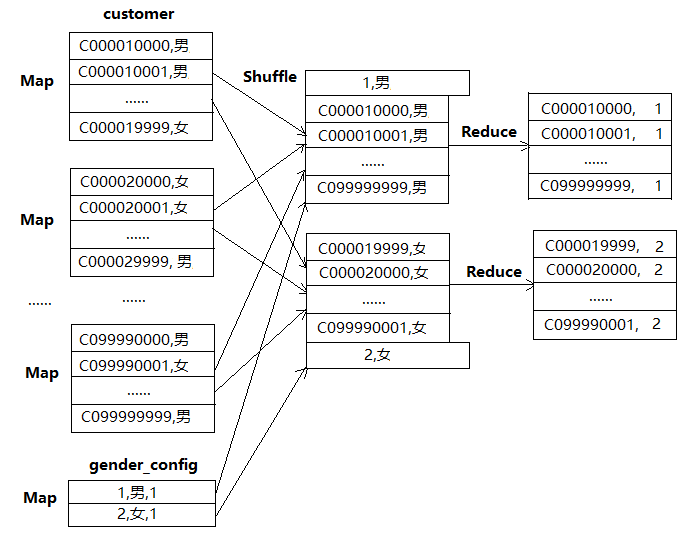 customer
Map
C000010000,男
C000010001,男
......
C000019999,女
Map
C000020000,女
C000020001,女
......
C000029999, 男
......
......
Map
C099990000,男
C099990001,女
......
C099999999,男
gender_config
Map
1,男,1
2,女,1
Shuffle
1,男
C000010000,男
C000010001,男
......
C099999999,男
C000019999,女
C000020000,女
......
C099990001,女
2,女
Reduce
C000010000, 1
C000010001, 1
......
C099999999, 1
Reduce
C000019999, 2
C000020000, 2
......
C099990001, 2